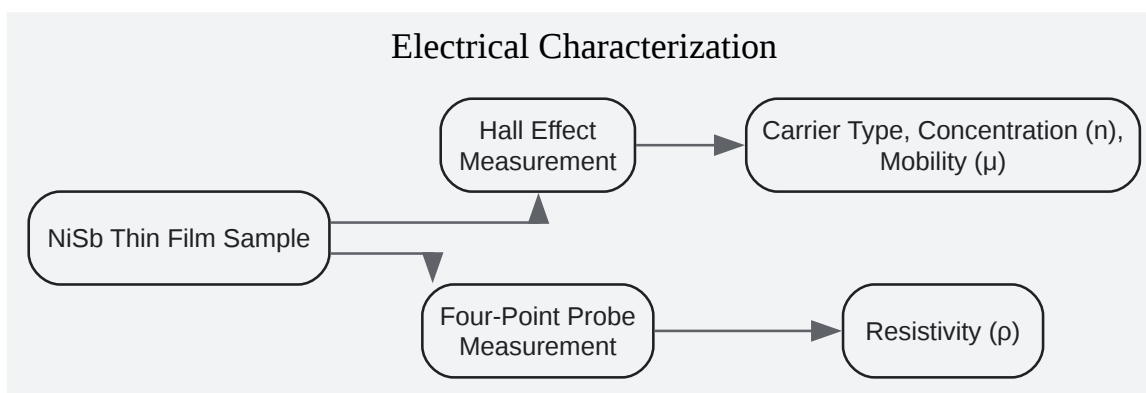 Electrical Characterization
Hall Effect
Measurement
Carrier Type, Concentration (n),
Mobility (μ)
NiSb Thin Film Sample
Four-Point Probe
Measurement
Resistivity (ρ)